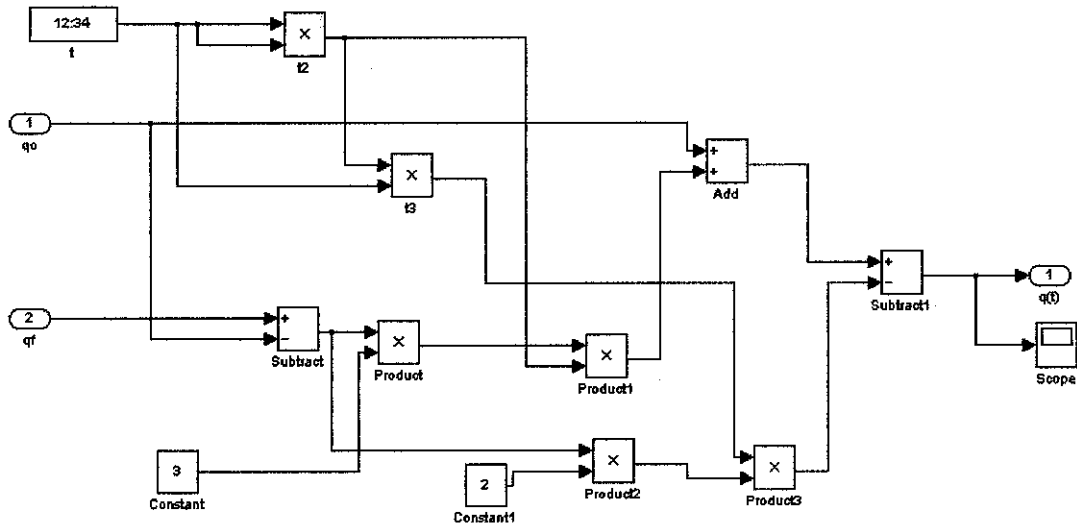 12:34
t
×
t2
1
qo
×
t3
+
+
Add
+
−
Subtract1
1
q(t)
Scope
2
qf
+
−
Subtract
×
Product
×
Product1
3
Constant
2
Constant1
×
Product2
×
Product3